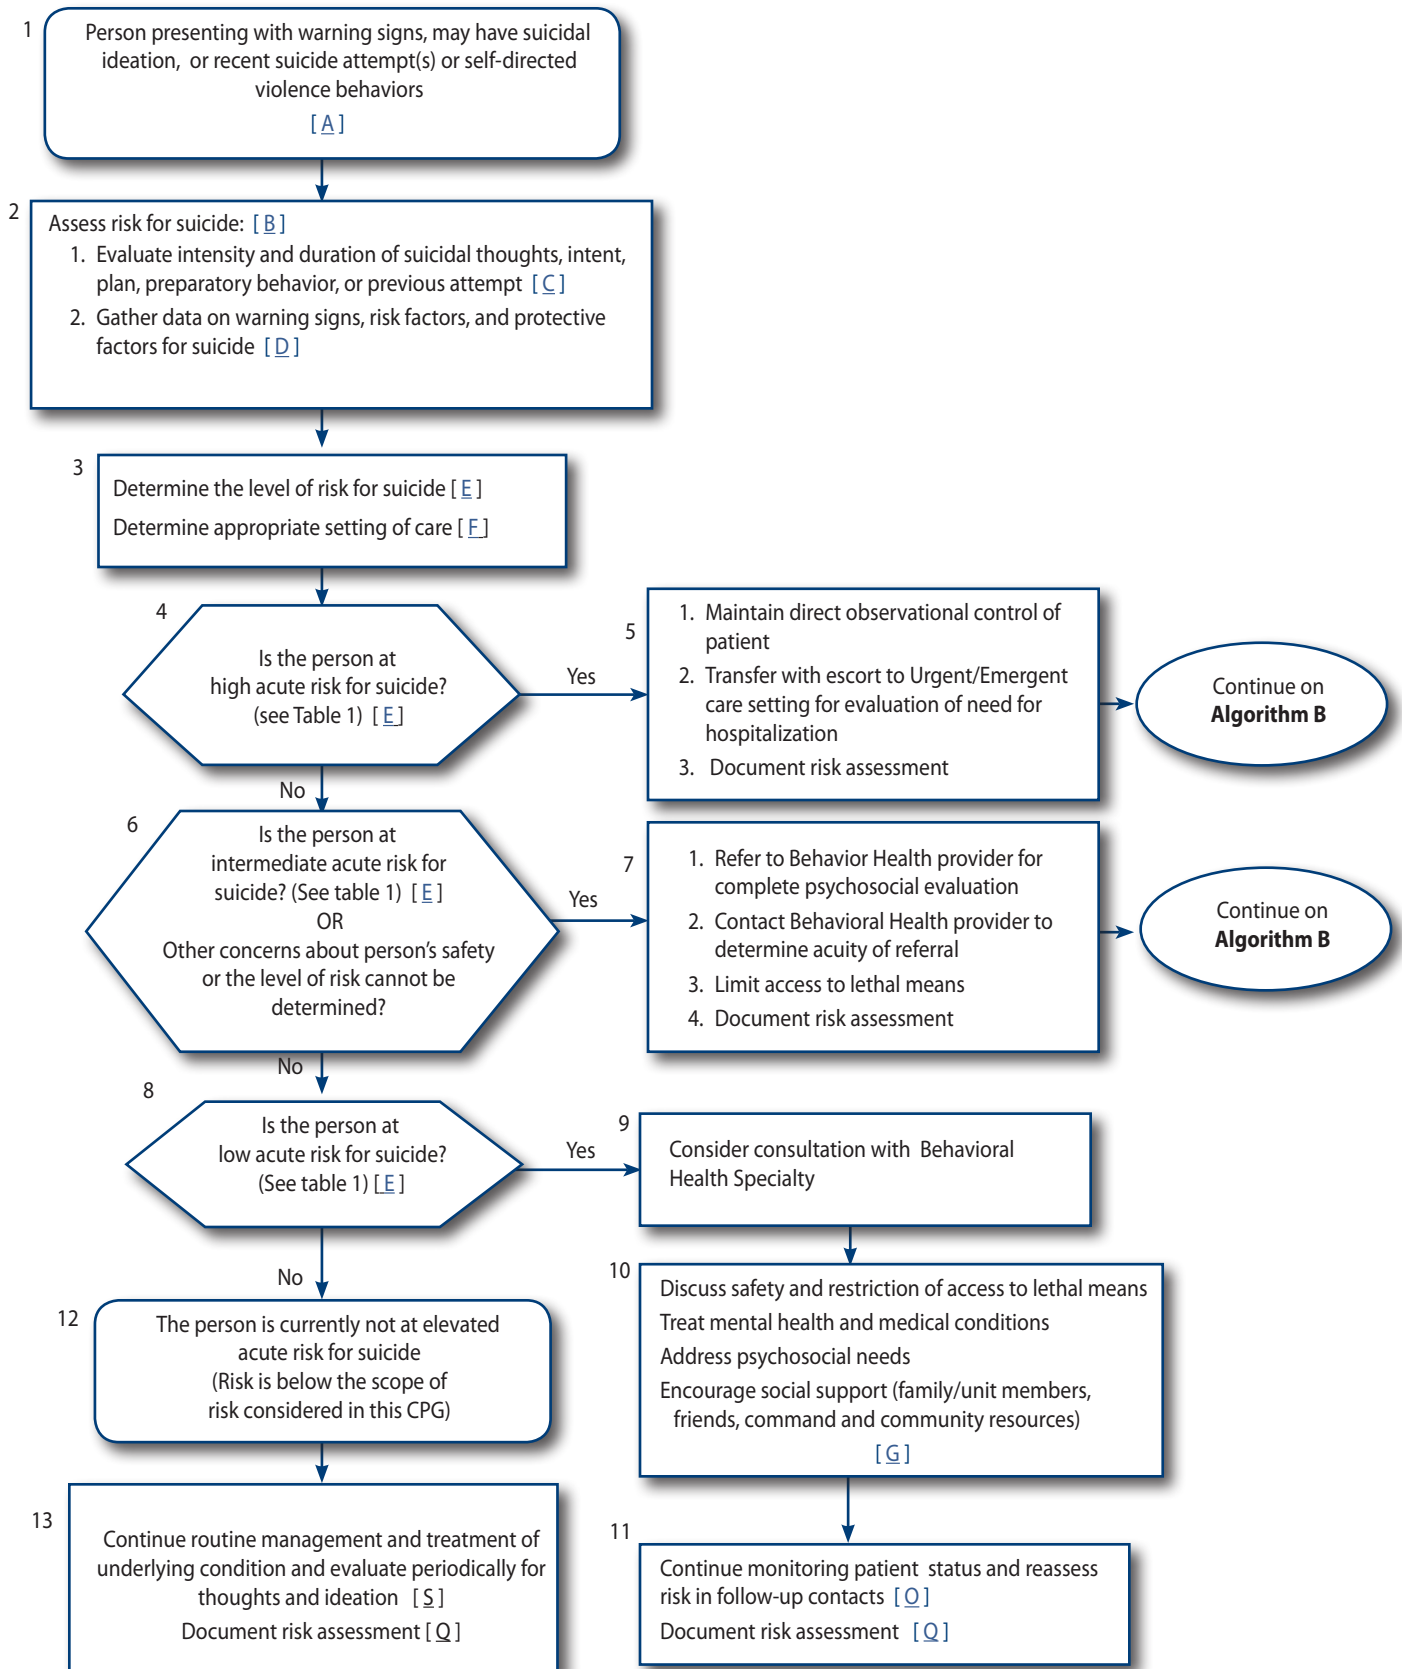 1
Person presenting with warning signs, may have suicidal
ideation, or recent suicide attempt(s) or self-directed
violence behaviors
[ A ]
2
Assess risk for suicide: [ B ]
1. Evaluate intensity and duration of suicidal thoughts, intent,
plan, preparatory behavior, or previous attempt [ C ]
2. Gather data on warning signs, risk factors, and protective
factors for suicide [ D ]
3
Determine the level of risk for suicide [ E ]
Determine appropriate setting of care [ F ]
4
Is the person at
high acute risk for suicide?
(see Table 1) [ E ]
Yes
No
5
1. Maintain direct observational control of
patient
2. Transfer with escort to Urgent/Emergent
care setting for evaluation of need for
hospitalization
3. Document risk assessment
Continue on
Algorithm B
6
Is the person at
intermediate acute risk for
suicide? (See table 1) [ E ]
OR
Other concerns about person's safety
or the level of risk cannot be
determined?
Yes
No
7
1. Refer to Behavior Health provider for
complete psychosocial evaluation
2. Contact Behavioral Health provider to
determine acuity of referral
3. Limit access to lethal means
4. Document risk assessment
Continue on
Algorithm B
8
Is the person at
low acute risk for suicide?
(See table 1) [ E ]
Yes
No
9
Consider consultation with Behavioral
Health Specialty
10
Discuss safety and restriction of access to lethal means
Treat mental health and medical conditions
Address psychosocial needs
Encourage social support (family/unit members,
friends, command and community resources)
[ G ]
11
Continue monitoring patient status and reassess
risk in follow-up contacts [ O ]
Document risk assessment [ Q ]
12
The person is currently not at elevated
acute risk for suicide
(Risk is below the scope of
risk considered in this CPG)
13
Continue routine management and treatment of
underlying condition and evaluate periodically for
thoughts and ideation [ S ]
Document risk assessment [ Q ]